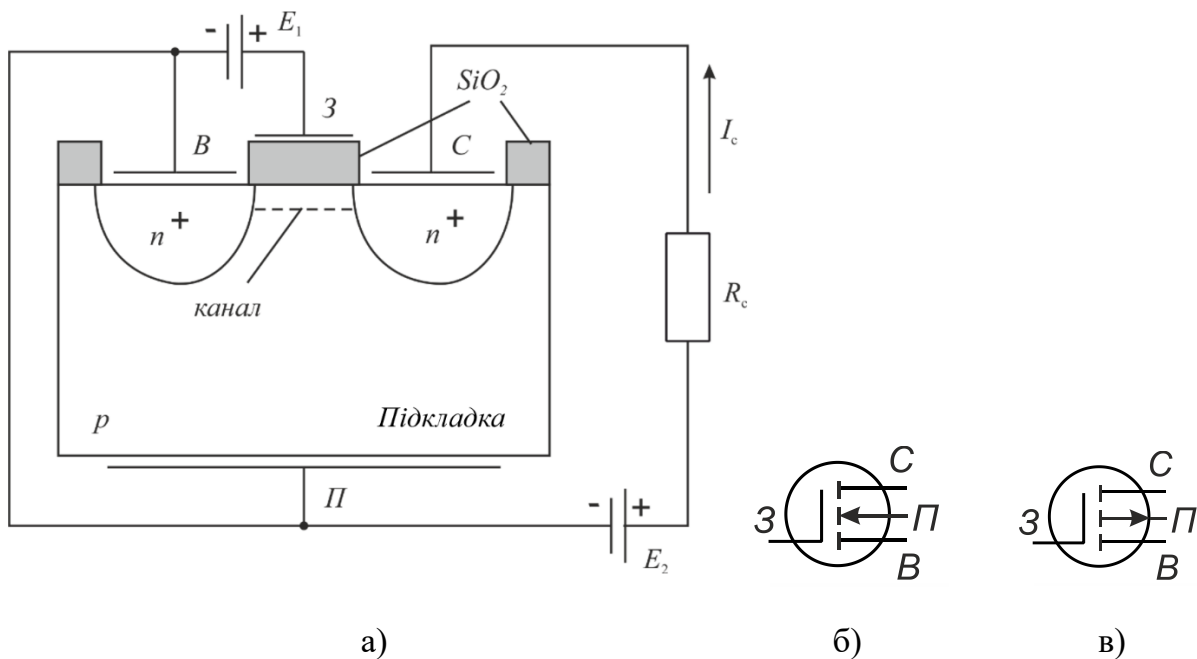 - + E₁
SiO₂
З
В С
I_c
n+ n+
канал
R_c
p Підкладка
П
- +
E₂
З С П В
З С П В
а) б) в)